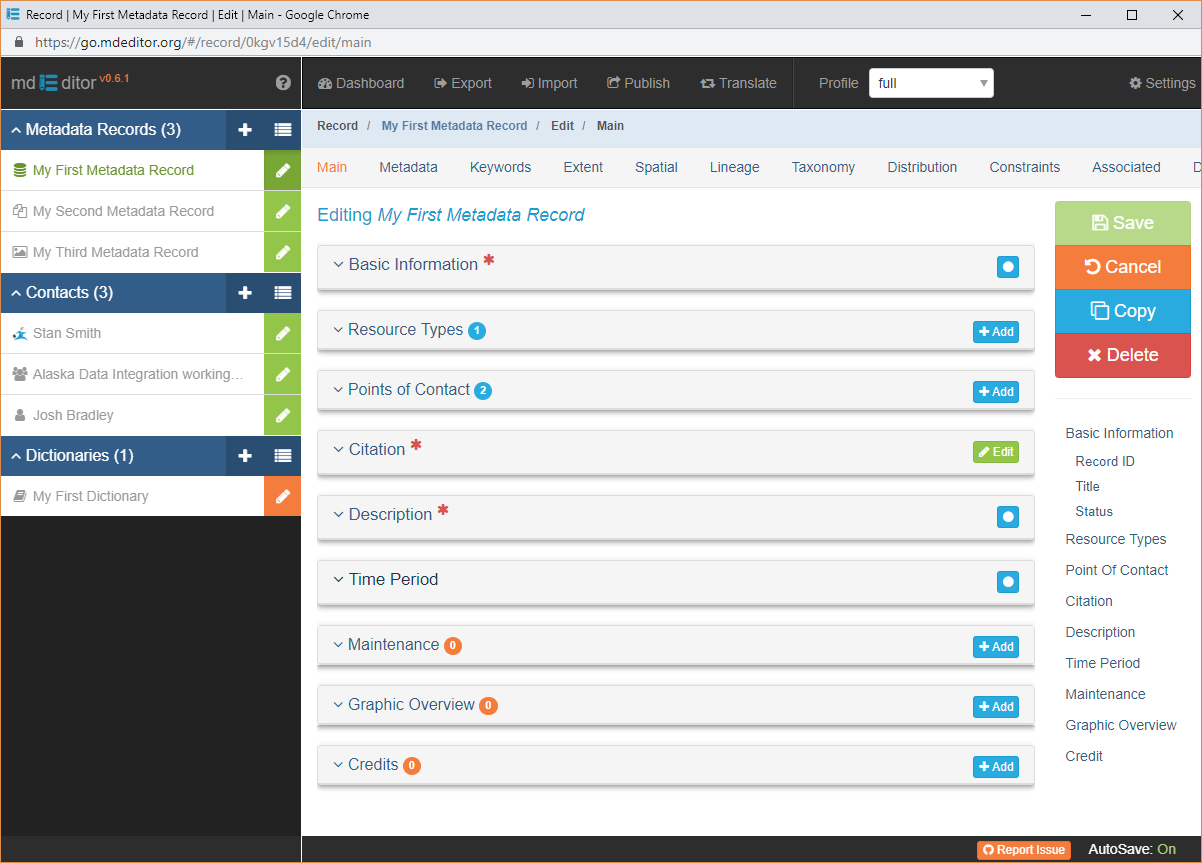 Record | My First Metadata Record | Edit | Main - Google Chrome
https://go.mdeditor.org/#/record/0kgv15d4/edit/main
md Editor v0.6.1
Dashboard Export Import Publish Translate Profile full Settings
Metadata Records (3)
My First Metadata Record
My Second Metadata Record
My Third Metadata Record
Contacts (3)
Stan Smith
Alaska Data Integration working...
Josh Bradley
Dictionaries (1)
My First Dictionary
Record / My First Metadata Record / Edit / Main
Main Metadata Keywords Extent Spatial Lineage Taxonomy Distribution Constraints Associated D
Editing My First Metadata Record
Basic Information *
Resource Types 1 + Add
Points of Contact 2 + Add
Citation * Edit
Description *
Time Period
Maintenance 0 + Add
Graphic Overview 0 + Add
Credits 0 + Add
Save
Cancel
Copy
Delete
Basic Information
Record ID
Title
Status
Resource Types
Point Of Contact
Citation
Description
Time Period
Maintenance
Graphic Overview
Credit
Report Issue AutoSave: On